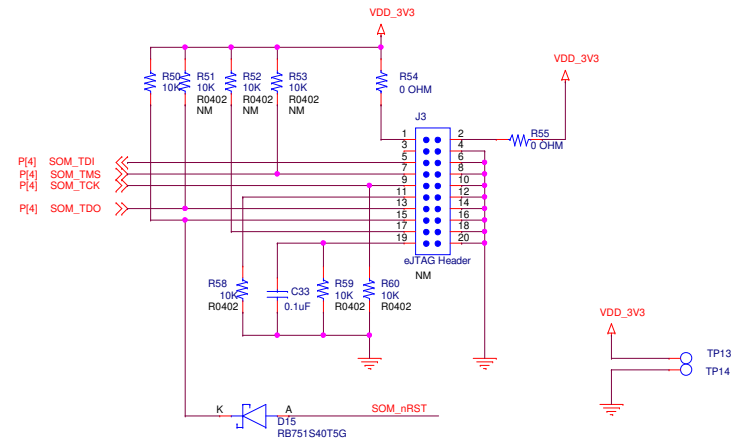 VDD_3V3
VDD_3V3
R50
10K
R51
10K
R0402
NM
R52
10K
R0402
NM
R53
10K
R0402
NM
R54
0 OHM
J3
R55
0 OHM
1 2
3 4
5 6
7 8
9 10
11 12
13 14
15 16
17 18
19 20
P[4] SOM_TDI
P[4] SOM_TMS
P[4] SOM_TCK
P[4] SOM_TDO
eJTAG Header
NM
R58
10K
R0402
C33
0.1uF
R59
10K
R0402
R60
10K
R0402
VDD_3V3
TP13
TP14
K A SOM_nRST
D15
RB751S40T5G